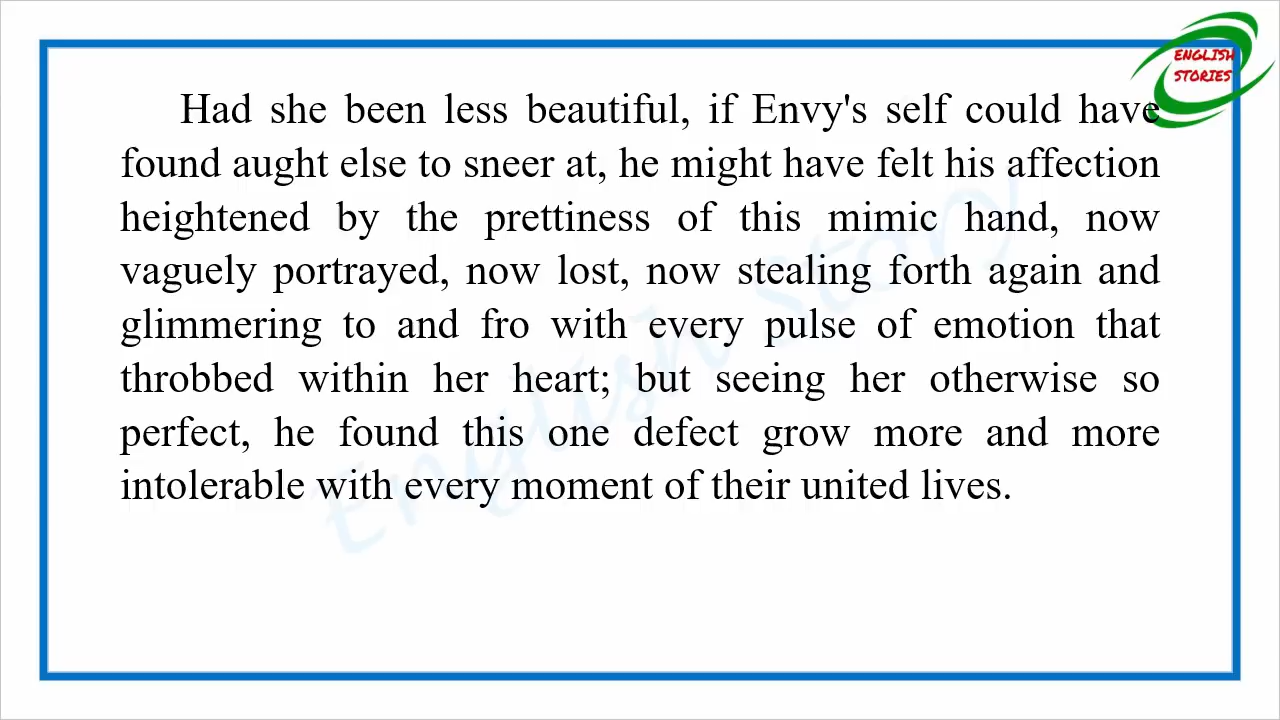 ENGLISH
STORIES
Had she been less beautiful, if Envy's self could have
found aught else to sneer at, he might have felt his affection
heightened by the prettiness of this mimic hand, now
vaguely portrayed, now lost, now stealing forth again and
glimmering to and fro with every pulse of emotion that
throbbed within her heart; but seeing her otherwise so
perfect, he found this one defect grow more and more
intolerable with every moment of their united lives.
English Story